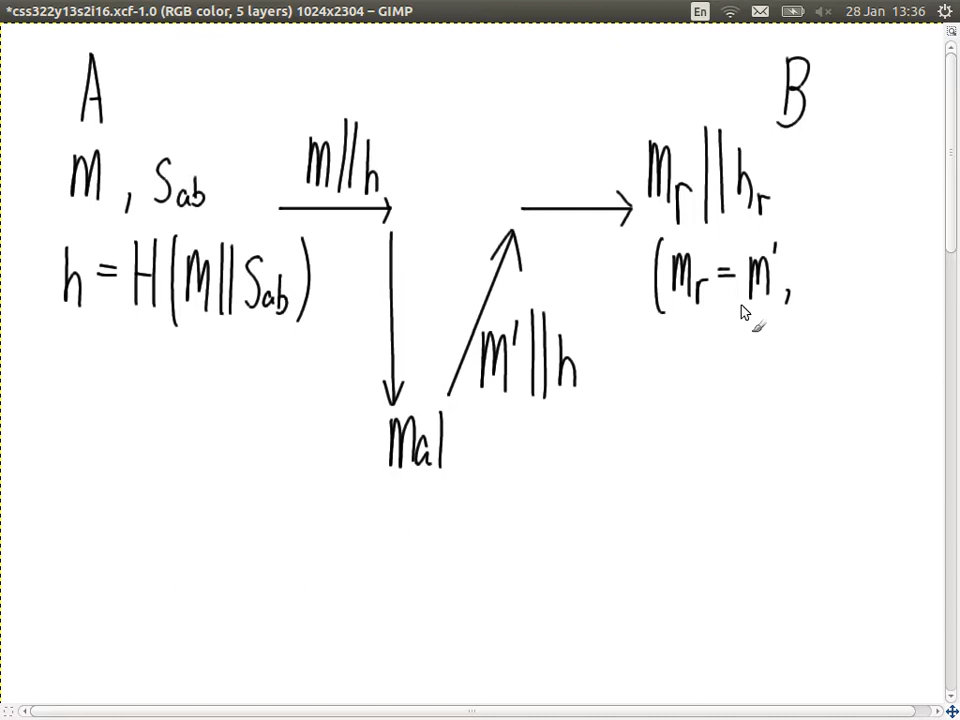 *css322y13s2i16.xcf-1.0 (RGB color, 5 layers) 1024x2304 – GIMP
En
28 Jan 13:36
A
B
m , Sab
m||h
mr||hr
h = H(m||Sab)
(mr = m',
m'||h
Mal